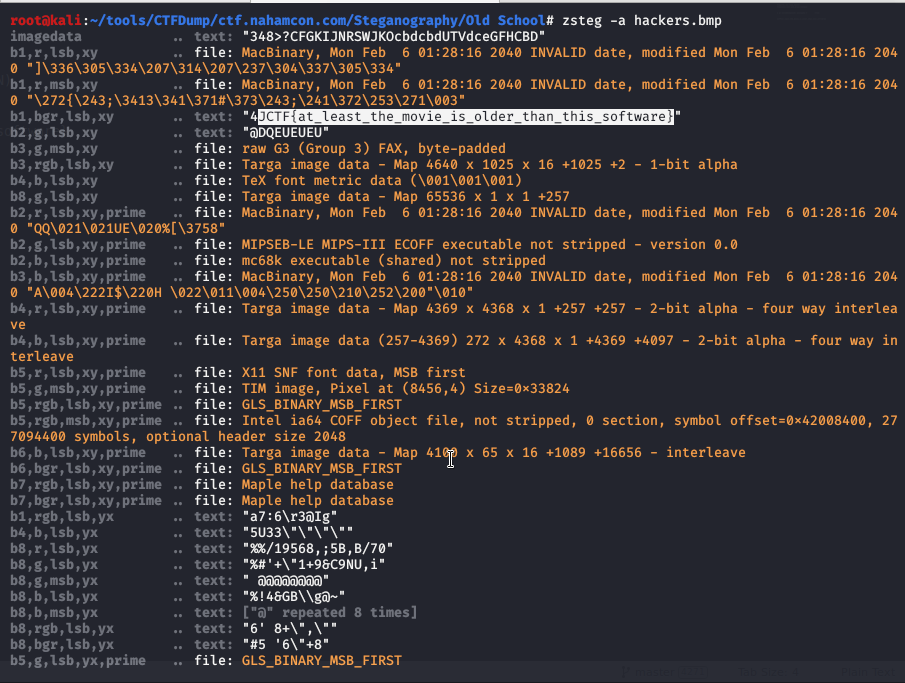 root@kali:~/tools/CTFDump/ctf.nahamcon.com/Steganography/Old School# zsteg -a hackers.bmp
imagedata           .. text: "348>?CFGKIJNRSWJKOcbdcbdUTVdceGFHCBD"
b1,r,lsb,xy         .. file: MacBinary, Mon Feb  6 01:28:16 2040 INVALID date, modified Mon Feb  6 01:28:16 204
0 "]\336\305\334\207\314\207\237\304\337\305\334"
b1,r,msb,xy         .. file: MacBinary, Mon Feb  6 01:28:16 2040 INVALID date, modified Mon Feb  6 01:28:16 204
0 "\272{\243;\3413\341\371#\373\243;\241\372\253\271\003"
b1,bgr,lsb,xy       .. text: "4JCTF{at_least_the_movie_is_older_than_this_software}"
b2,g,lsb,xy         .. text: "@DQEUEUEU"
b3,g,msb,xy         .. file: raw G3 (Group 3) FAX, byte-padded
b3,rgb,lsb,xy       .. file: Targa image data - Map 4640 x 1025 x 16 +1025 +2 - 1-bit alpha
b4,b,lsb,xy         .. file: TeX font metric data (\001\001\001)
b8,g,lsb,xy         .. file: Targa image data - Map 65536 x 1 x 1 +257
b2,r,lsb,xy,prime   .. file: MacBinary, Mon Feb  6 01:28:16 2040 INVALID date, modified Mon Feb  6 01:28:16 204
0 "QQ\021\021UE\020%[\3758"
b2,g,lsb,xy,prime   .. file: MIPSEB-LE MIPS-III ECOFF executable not stripped - version 0.0
b2,b,lsb,xy,prime   .. file: mc68k executable (shared) not stripped
b3,b,lsb,xy,prime   .. file: MacBinary, Mon Feb  6 01:28:16 2040 INVALID date, modified Mon Feb  6 01:28:16 204
0 "A\004\222I$\220H \022\011\004\250\250\210\252\200"\010"
b4,r,lsb,xy,prime   .. file: Targa image data - Map 4369 x 4368 x 1 +257 +257 - 2-bit alpha - four way interlea
ve
b4,b,lsb,xy,prime   .. file: Targa image data (257-4369) 272 x 4368 x 1 +4369 +4097 - 2-bit alpha - four way in
terleave
b5,r,lsb,xy,prime   .. file: X11 SNF font data, MSB first
b5,g,msb,xy,prime   .. file: TIM image, Pixel at (8456,4) Size=0×33824
b5,rgb,lsb,xy,prime .. file: GLS_BINARY_MSB_FIRST
b5,rgb,msb,xy,prime .. file: Intel ia64 COFF object file, not stripped, 0 section, symbol offset=0×42008400, 27
7094400 symbols, optional header size 2048
b6,b,lsb,xy,prime   .. file: Targa image data - Map x 65 x 16 +1089 +16656 - interleave
b6,bgr,lsb,xy,prime .. file: GLS_BINARY_MSB_FIRST
b7,rgb,lsb,xy,prime .. file: Maple help database
b7,bgr,lsb,xy,prime .. file: Maple help database
b1,rgb,lsb,yx       .. text: "a7:6\r3@Ig"
b4,b,lsb,yx         .. text: "5U33\"\"\"\""
b8,r,lsb,yx         .. text: "%%/19568,;5B,B/70"
b8,g,lsb,yx         .. text: "%#'+\"1+9&C9NU,i"
b8,g,msb,yx         .. text: " @@@@@@@@"
b8,b,lsb,yx         .. text: "%!4&GB\\g@~"
b8,b,msb,yx         .. text: ["@" repeated 8 times]
b8,rgb,lsb,yx       .. text: "6' 8+\",\""
b8,bgr,lsb,yx       .. text: "#5 '6\"+8"
b5,g,lsb,yx,prime   .. file: GLS_BINARY_MSB_FIRST